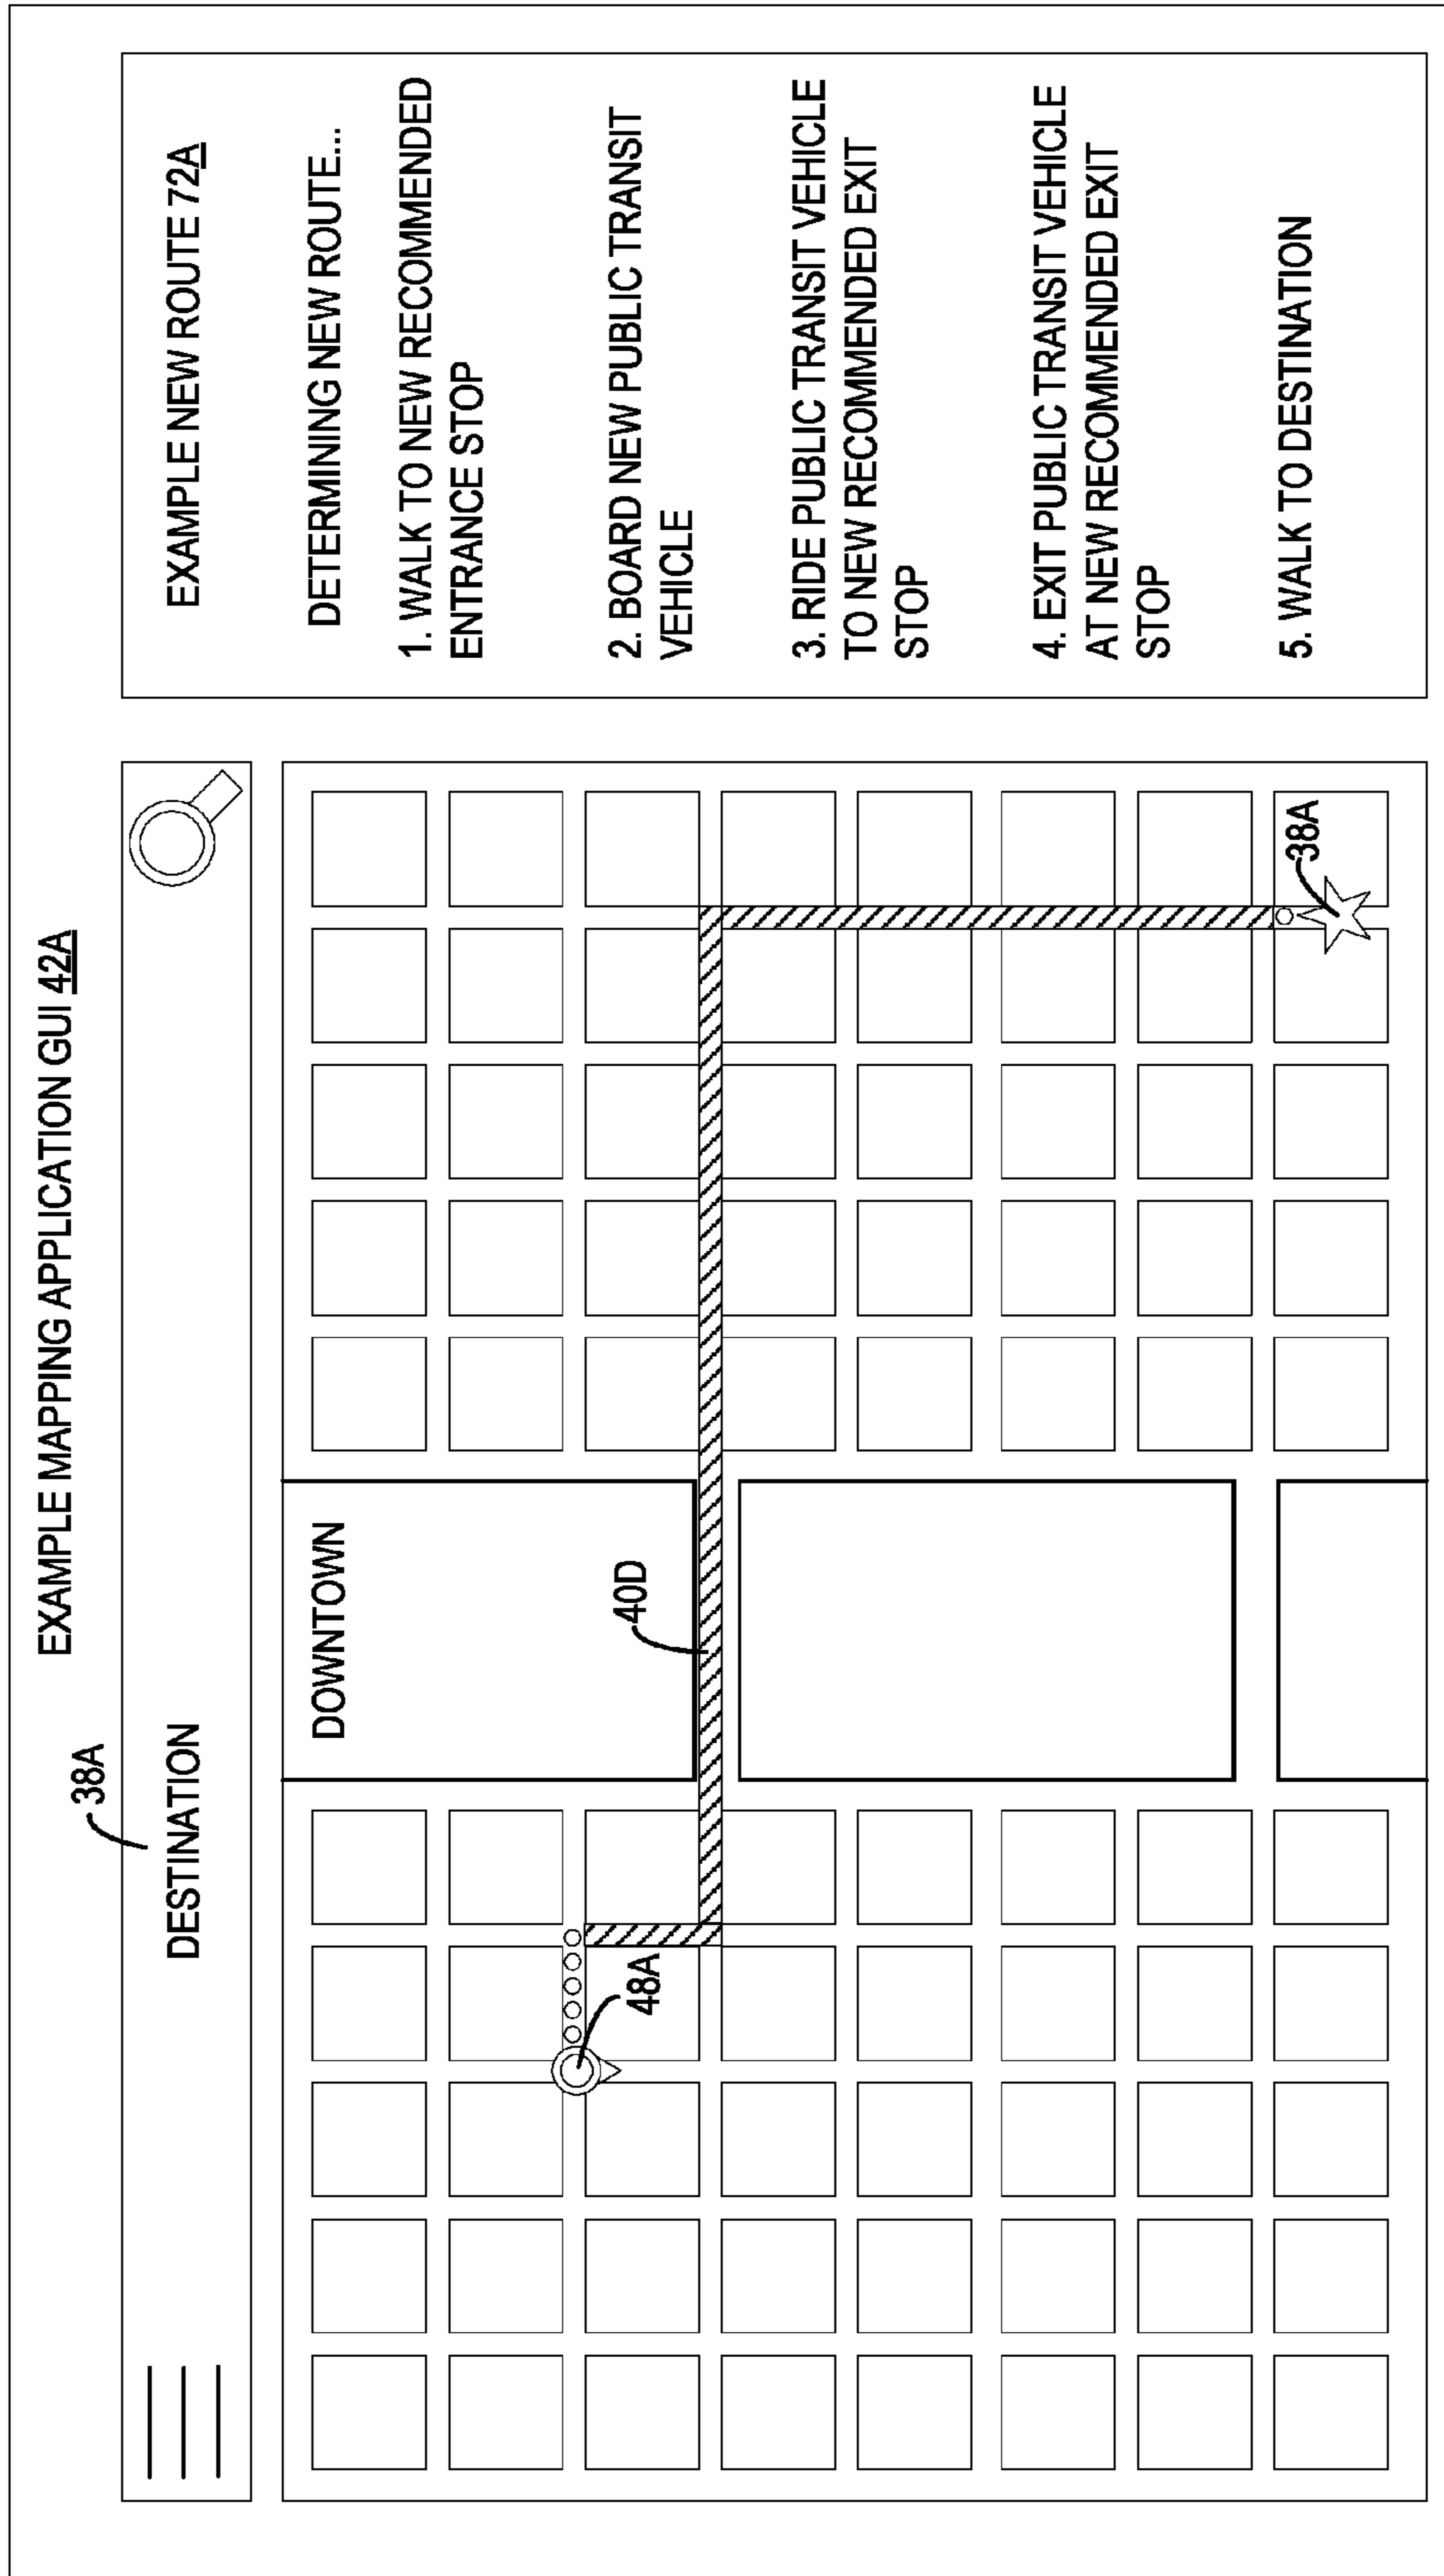 EXAMPLE MAPPING APPLICATION GUI 42A
38A
DESTINATION
DOWNTOWN
40D
48A
38A
EXAMPLE NEW ROUTE 72A
DETERMINING NEW ROUTE...
1. WALK TO NEW RECOMMENDED
ENTRANCE STOP
2. BOARD NEW PUBLIC TRANSIT
VEHICLE
3. RIDE PUBLIC TRANSIT VEHICLE
TO NEW RECOMMENDED EXIT
STOP
4. EXIT PUBLIC TRANSIT VEHICLE
AT NEW RECOMMENDED EXIT
STOP
5. WALK TO DESTINATION